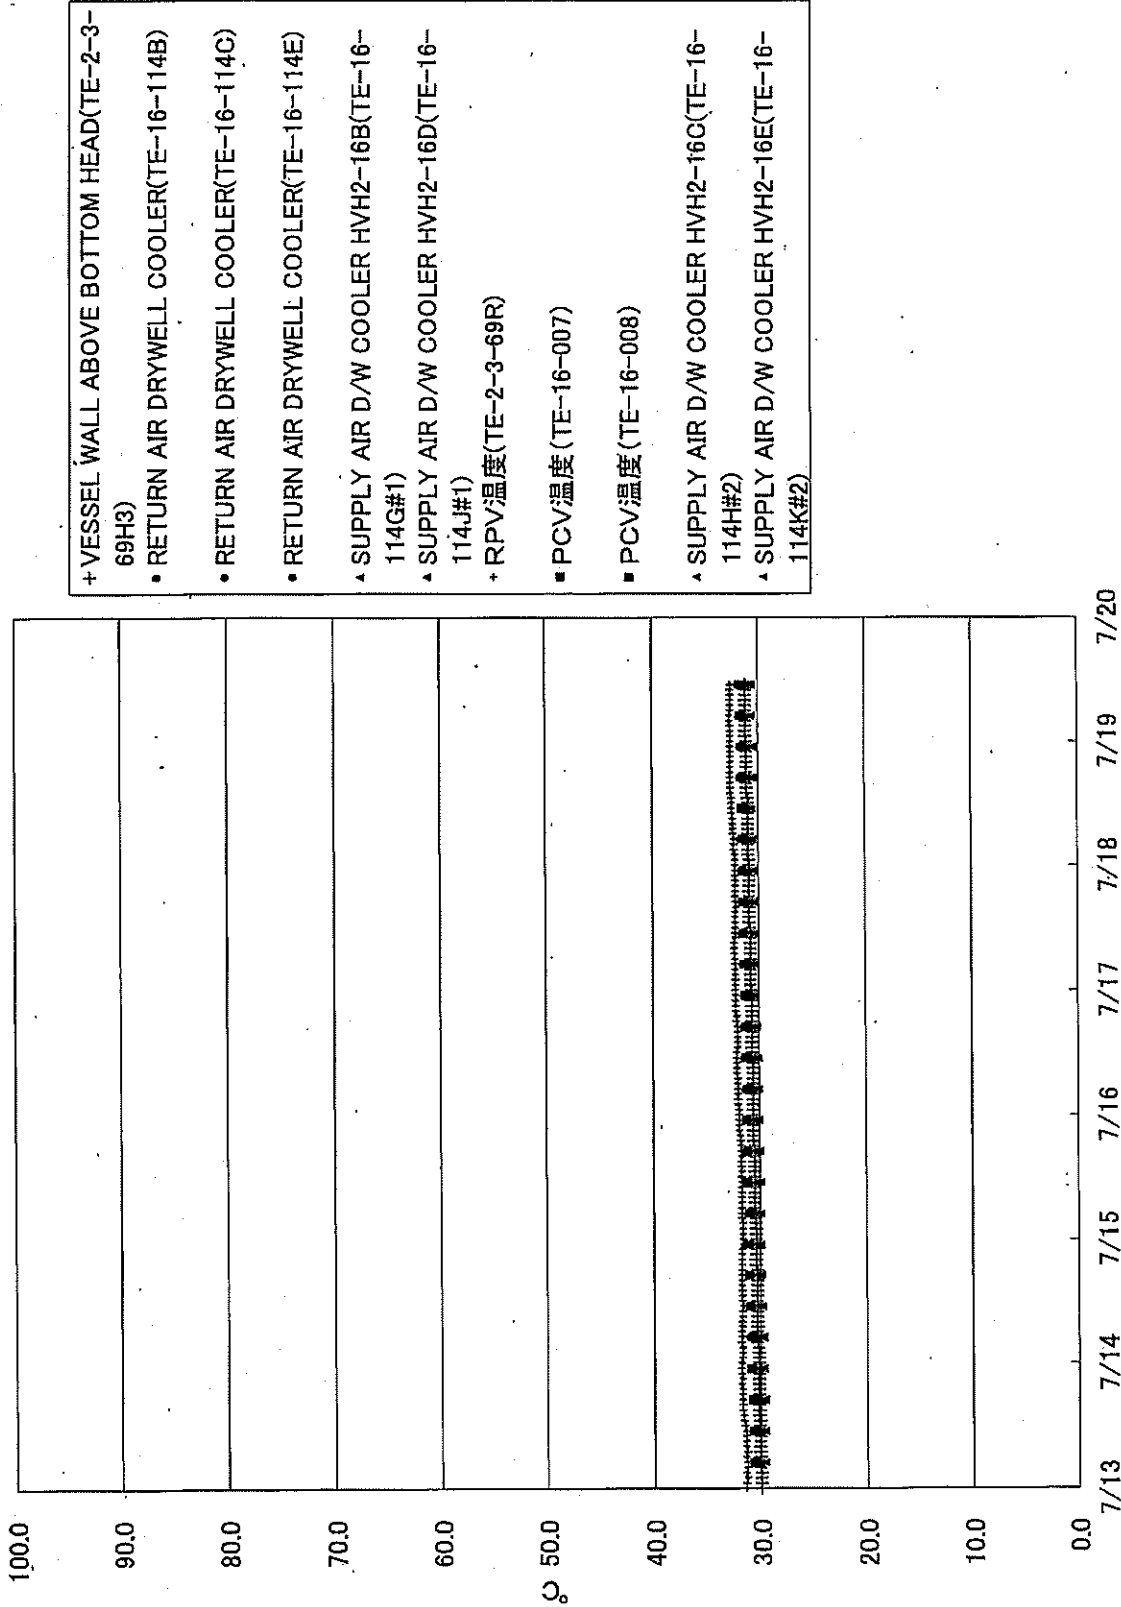 100.0
90.0
80.0
70.0
60.0
50.0
40.0
30.0
20.0
10.0
0.0
℃
7/13
7/14
7/15
7/16
7/17
7/18
7/19
7/20
+ VESSEL WALL ABOVE BOTTOM HEAD(TE-2-3-
69H3)
● RETURN AIR DRYWELL COOLER(TE-16-114B)
● RETURN AIR DRYWELL COOLER(TE-16-114C)
● RETURN AIR DRYWELL COOLER(TE-16-114E)
▲ SUPPLY AIR D/W COOLER HVH2-16B(TE-16-
114G#1)
▲ SUPPLY AIR D/W COOLER HVH2-16D(TE-16-
114J#1)
+ RPV温度(TE-2-3-69R)
■ PCV温度(TE-16-007)
■ PCV温度(TE-16-008)
▲ SUPPLY AIR D/W COOLER HVH2-16C(TE-16-
114H#2)
▲ SUPPLY AIR D/W COOLER HVH2-16E(TE-16-
114K#2)